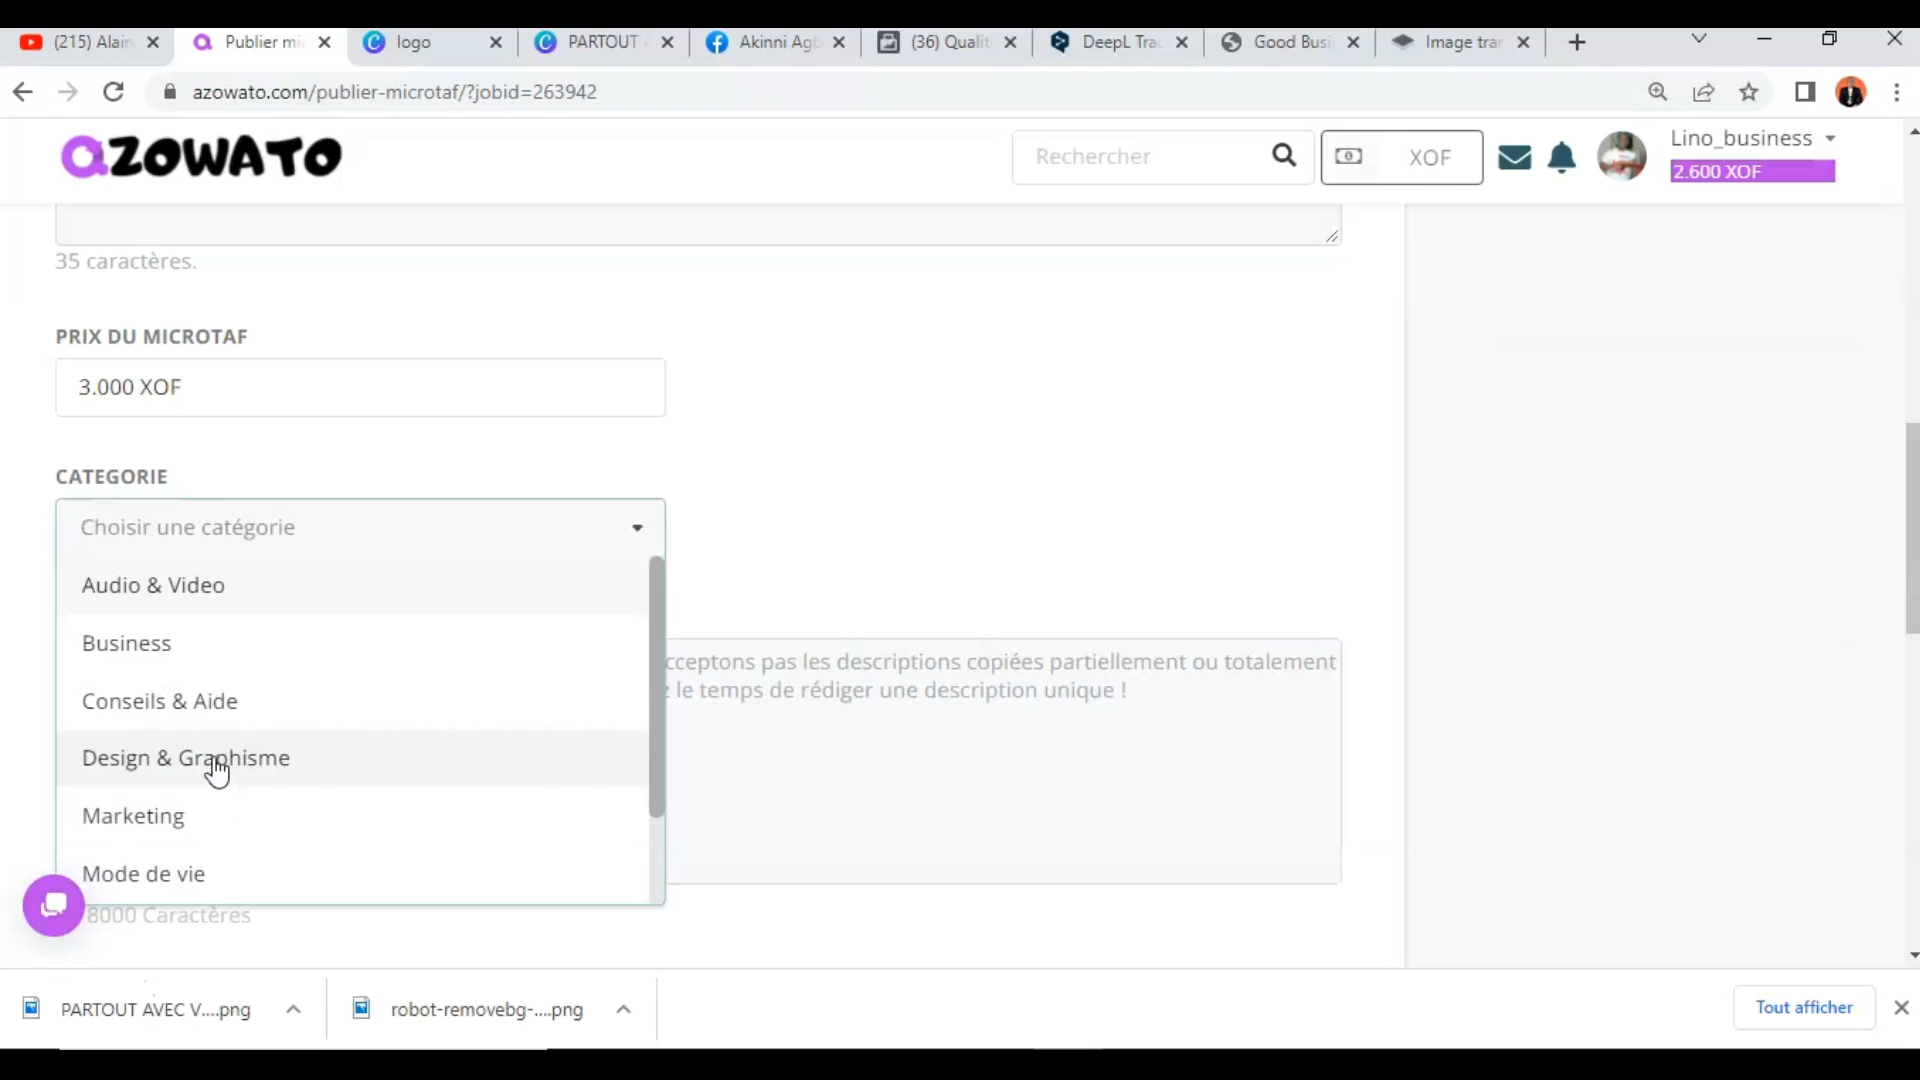 (215) Alain
Publier mi
logo
PARTOUT A
Akinni Agb
(36) Qualit
DeepL Trad
Good Busi
Image tran
azowato.com/publier-microtaf/?jobid=263942
aZOWATO
Rechercher
XOF
Lino_business
2.600 XOF
35 caractères.
PRIX DU MICROTAF
3.000 XOF
CATEGORIE
Choisir une catégorie
Audio & Video
Business
Conseils & Aide
Design & Graphisme
Marketing
Mode de vie
cceptons pas les descriptions copiées partiellement ou totalement
le temps de rédiger une description unique !
8000 Caractères
PARTOUT AVEC V....png
robot-removebg-....png
Tout afficher